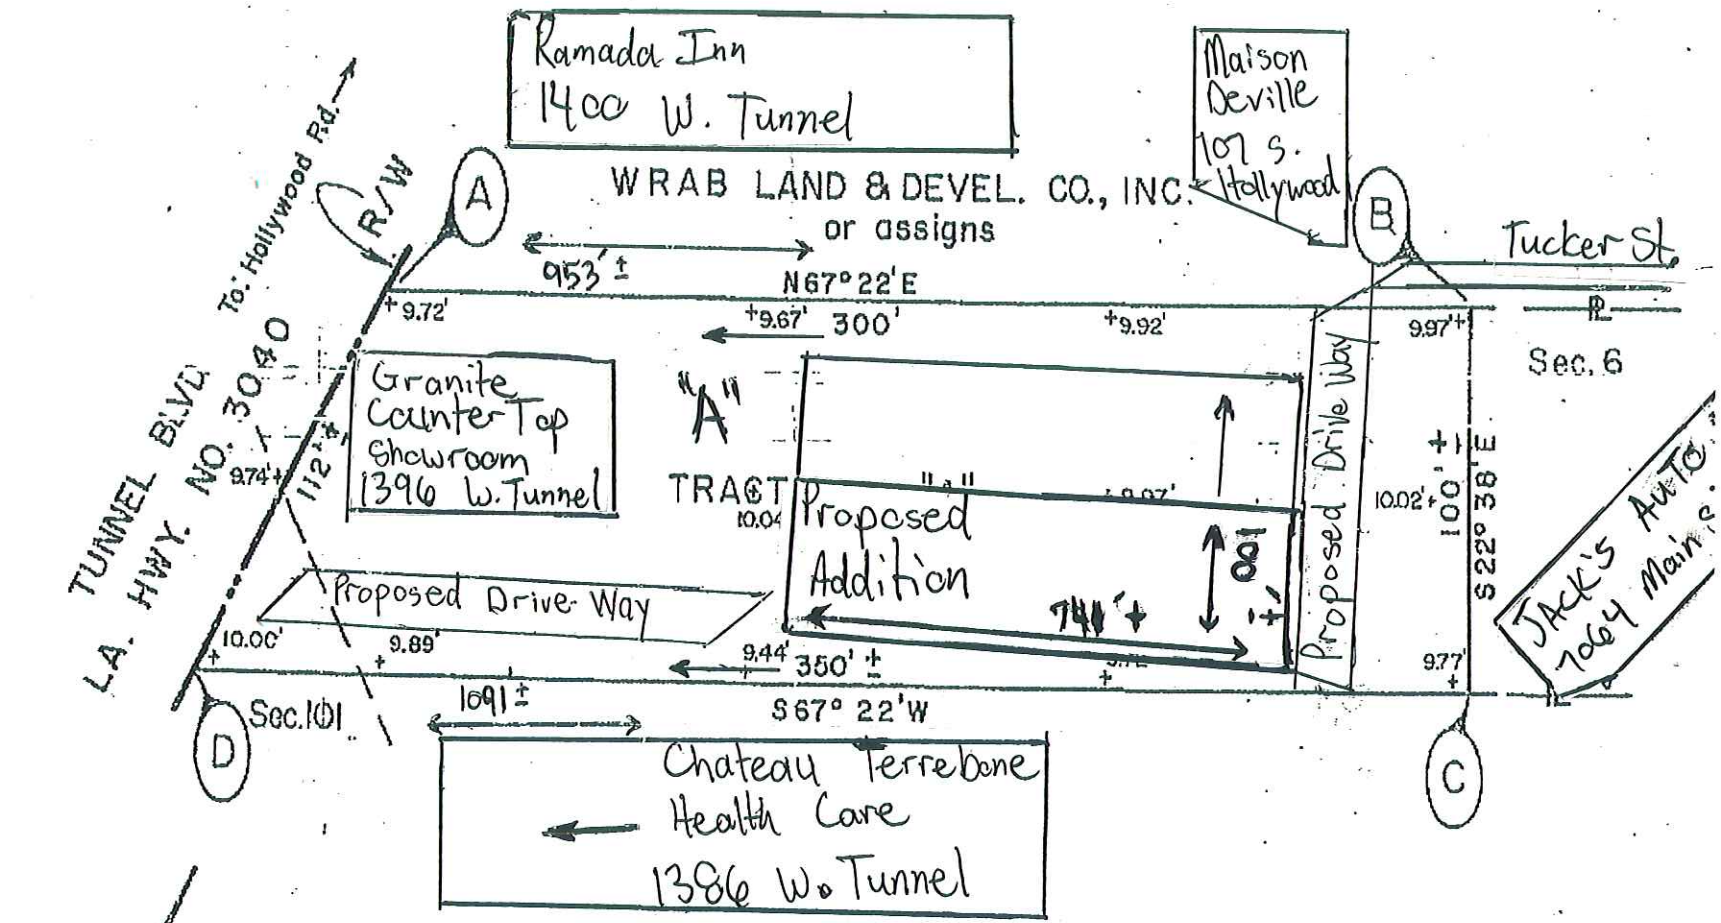 Ramada Inn
1400 W. Tunnel
Maison
Deville
107 S.
Hollywood
To: Hollywood Rd.
R/W
A
WRAB LAND & DEVEL. CO., INC.
or assigns
B
Tucker St.
953' ±
N67° 22' E
+9.72'
+9.67'
300'
+9.92'
9.97'+
PL
Sec. 6
TUNNEL BLVD.
LA. HWY. NO. 3040
112' ±
9.74'+
Granite
Counter Top
Showroom
1396 W. Tunnel
"A"
TRACT
"A"
10.04
Proposed
Addition
100 ±'
Proposed Drive Way
10.02'+
100' ±
S22° 38' E
JACK'S AUTO
7064 Main
Proposed Drive Way
10.00'
9.89'
9.44'
350' ±
9.77'
Sec. 101
1091 ±
S67° 22' W
D
C
Chateau Terrebone
Health Care
1386 W. Tunnel